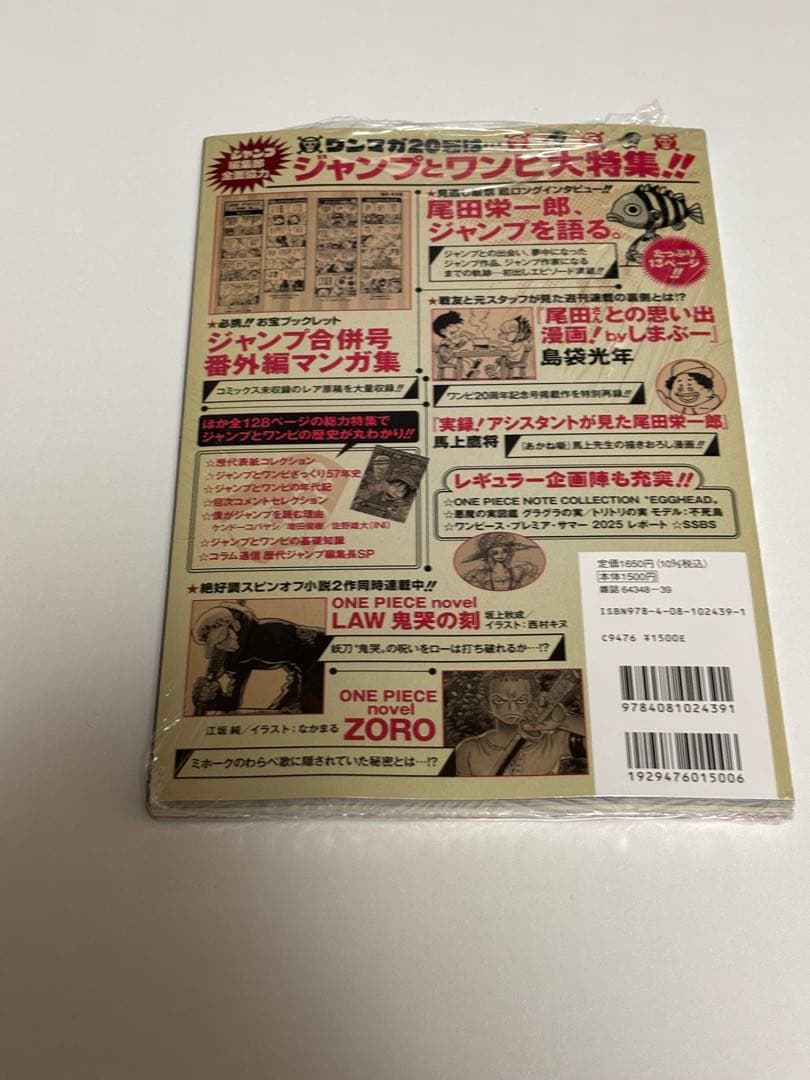 ジャンプ
編集部
全面協力
ワンマガ20号は…
ジャンプとワンピ大特集!!
尾田栄一郎、
ジャンプを語る。
ジャンプとの出会い、夢中になった
ジャンプ作品、ジャンプ作家になる
までの軌跡…初出しエピソード満載!!
たっぷり
13ページ
!!
★戦友と元スタッフが見た週刊連載の裏側とは!?
『尾田さんとの思い出
漫画!byしまぶー』
島袋光年
ワンピ20周年記念号掲載作を特別再録!!
『実録!アシスタントが見た尾田栄一郎』
馬上鷹将
『あかね噺』馬上先生の描きおろし漫画!!
★必携!! お宝ブックレット
ジャンプ合併号
番外編マンガ集
コミックス未収録のレア原稿を大量収録!!
ほか全128ページの総力特集で
ジャンプとワンピの歴史が丸わかり!!
☆歴代表紙コレクション
☆ジャンプとワンピざっくり57年史
☆ジャンプとワンピの年代記
☆目次コメントセレクション
☆僕がジャンプを読む理由
ケンドーコバヤシ/増田俊樹/佐野雄大(INI)
☆ジャンプとワンピの基礎知識
☆コラム通信 歴代ジャンプ編集長SP
レギュラー企画陣も充実!!
☆ONE PIECE NOTE COLLECTION "EGGHEAD"
☆悪魔の実図鑑 グラグラの実/トリトリの実 モデル:不死鳥
☆ワンピース・プレミア・サマー 2025 レポート ☆SSBS
★絶好調スピンオフ小説2作同時連載中!!
ONE PIECE novel
LAW 鬼哭の刻
坂上秋成/
イラスト:西村キヌ
妖刀"鬼哭"の呪いをローは打ち破れるか…!?
ONE PIECE
novel
ZORO
江坂 純/イラスト:なかまる
ミホークのわらべ歌に隠されていた秘密とは…!?
定価1650円(10%税込)
本体1500円
雑誌 64348-39
ISBN978-4-08-102439-1
C9476 ¥1500E
9784081024391
1929476015006